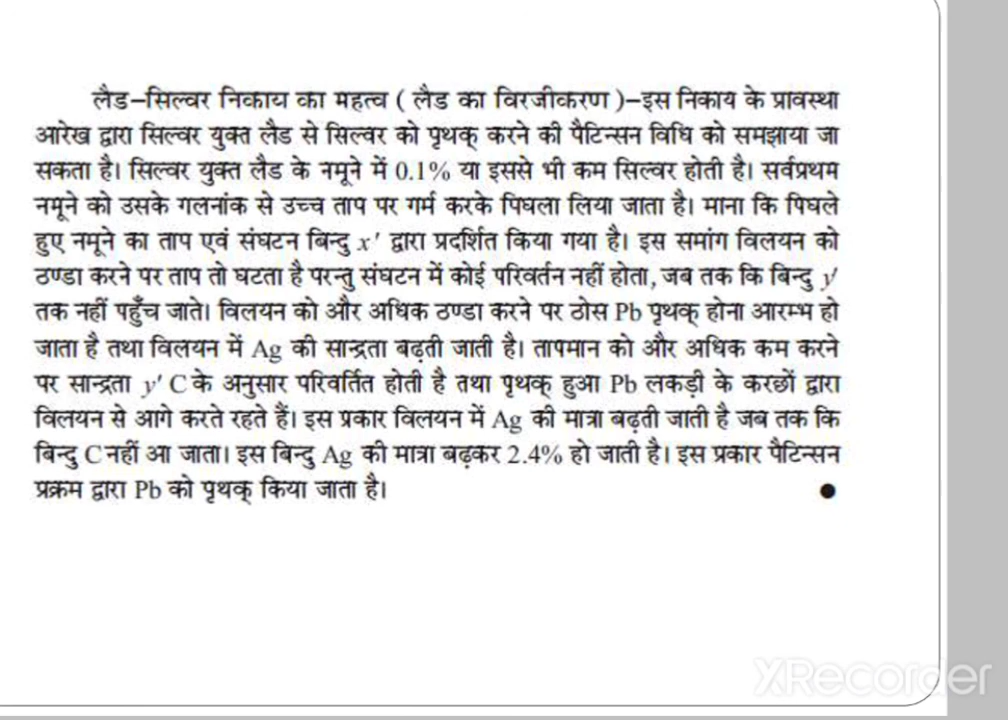 लैड–सिल्वर निकाय का महत्व ( लैड का विरजीकरण )–इस निकाय के प्रावस्था
आरेख द्वारा सिल्वर युक्त लैड से सिल्वर को पृथक् करने की पैटिन्सन विधि को समझाया जा
सकता है। सिल्वर युक्त लैड के नमूने में 0.1% या इससे भी कम सिल्वर होती है। सर्वप्रथम
नमूने को उसके गलनांक से उच्च ताप पर गर्म करके पिघला लिया जाता है। माना कि पिघले
हुए नमूने का ताप एवं संघटन बिन्दु x' द्वारा प्रदर्शित किया गया है। इस समांग विलयन को
ठण्डा करने पर ताप तो घटता है परन्तु संघटन में कोई परिवर्तन नहीं होता, जब तक कि बिन्दु y'
तक नहीं पहुँच जाते। विलयन को और अधिक ठण्डा करने पर ठोस Pb पृथक् होना आरम्भ हो
जाता है तथा विलयन में Ag की सान्द्रता बढ़ती जाती है। तापमान को और अधिक कम करने
पर सान्द्रता y' C के अनुसार परिवर्तित होती है तथा पृथक् हुआ Pb लकड़ी के करछों द्वारा
विलयन से आगे करते रहते हैं। इस प्रकार विलयन में Ag की मात्रा बढ़ती जाती है जब तक कि
बिन्दु C नहीं आ जाता। इस बिन्दु Ag की मात्रा बढ़कर 2.4% हो जाती है। इस प्रकार पैटिन्सन
प्रक्रम द्वारा Pb को पृथक् किया जाता है। ●
XRecorder